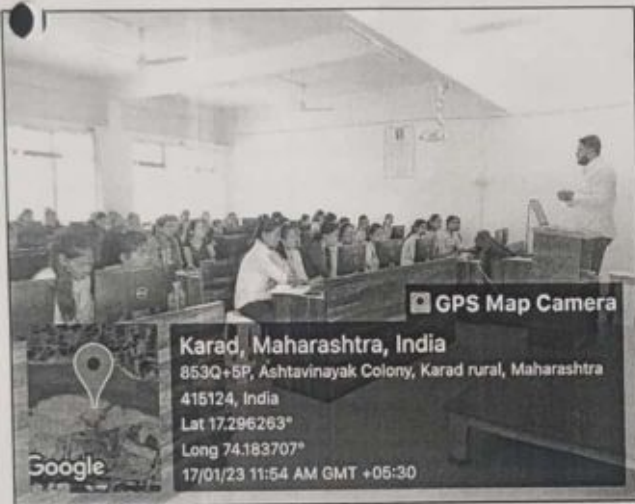 GPS Map Camera
Karad, Maharashtra, India
853Q+5P, Ashtavinayak Colony, Karad rural, Maharashtra
415124, India
Lat 17.296263°
Long 74.183707°
17/01/23 11:54 AM GMT +05:30
Google